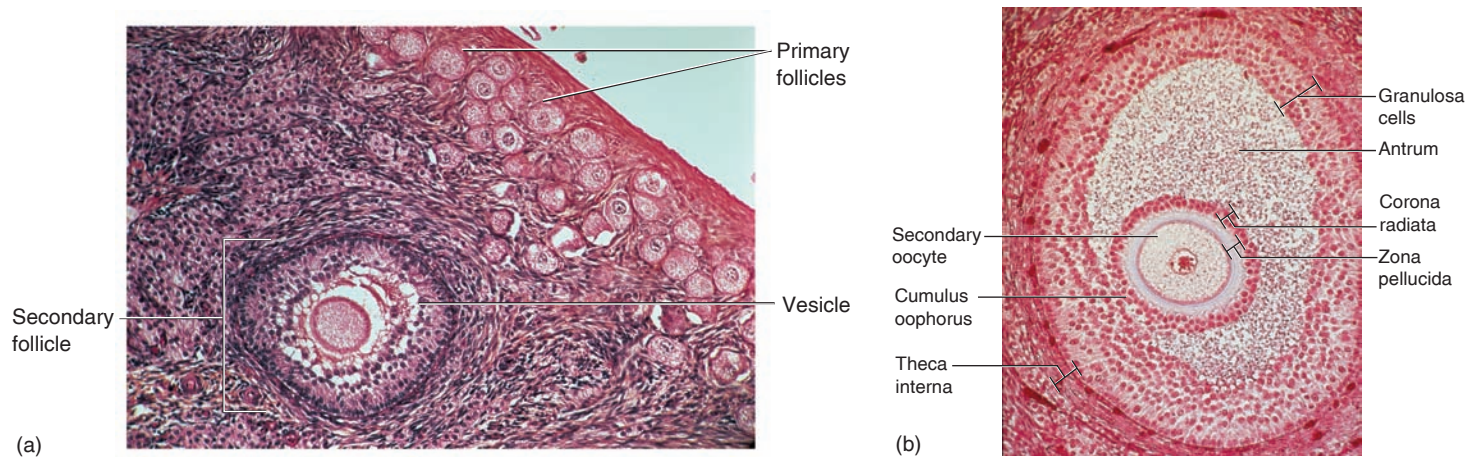 Primary
follicles
Vesicle
Secondary
follicle
(a)
Granulosa
cells
Antrum
Corona
radiata
Zona
pellucida
Secondary
oocyte
Cumulus
oophorus
Theca
interna
(b)